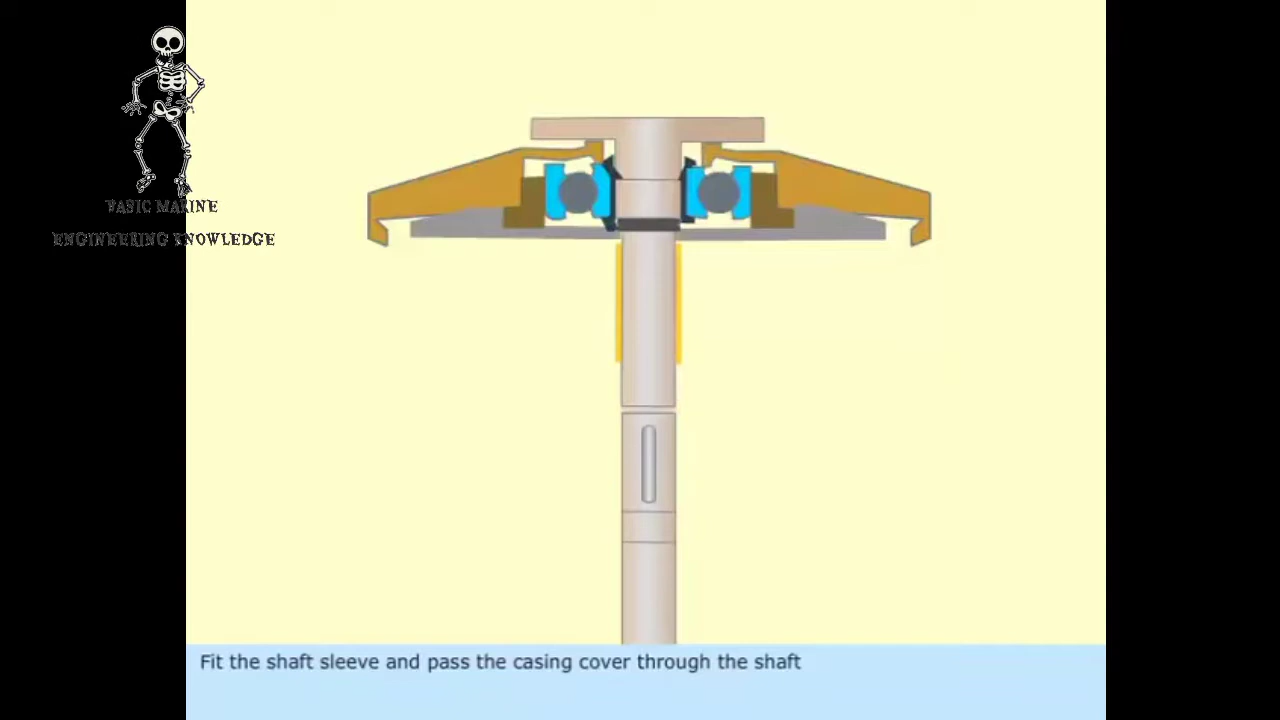 BASIC MARINE
ENGINEERING KNOWLEDGE
Fit the shaft sleeve and pass the casing cover through the shaft